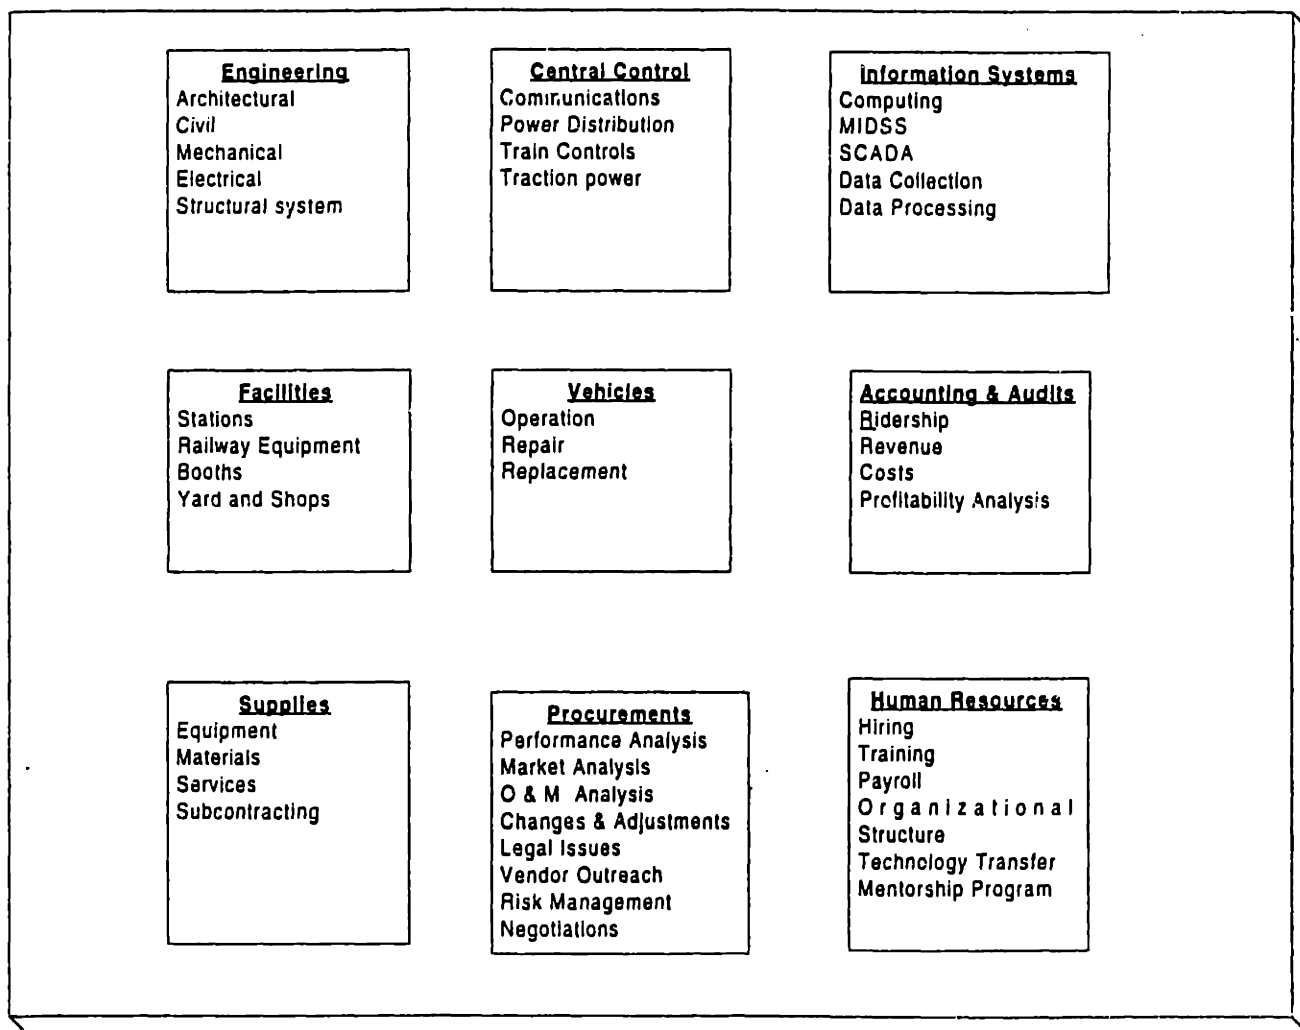 Engineering
Architectural
Civil
Mechanical
Electrical
Structural system
Central Control
Communications
Power Distribution
Train Controls
Traction power
Information Systems
Computing
MIDSS
SCADA
Data Collection
Data Processing
Facilities
Stations
Railway Equipment
Booths
Yard and Shops
Vehicles
Operation
Repair
Replacement
Accounting & Audits
Ridership
Revenue
Costs
Profitability Analysis
Supplies
Equipment
Materials
Services
Subcontracting
Procurements
Performance Analysis
Market Analysis
O & M Analysis
Changes & Adjustments
Legal Issues
Vendor Outreach
Risk Management
Negotiations
Human Resources
Hiring
Training
Payroll
Organizational
Structure
Technology Transfer
Mentorship Program